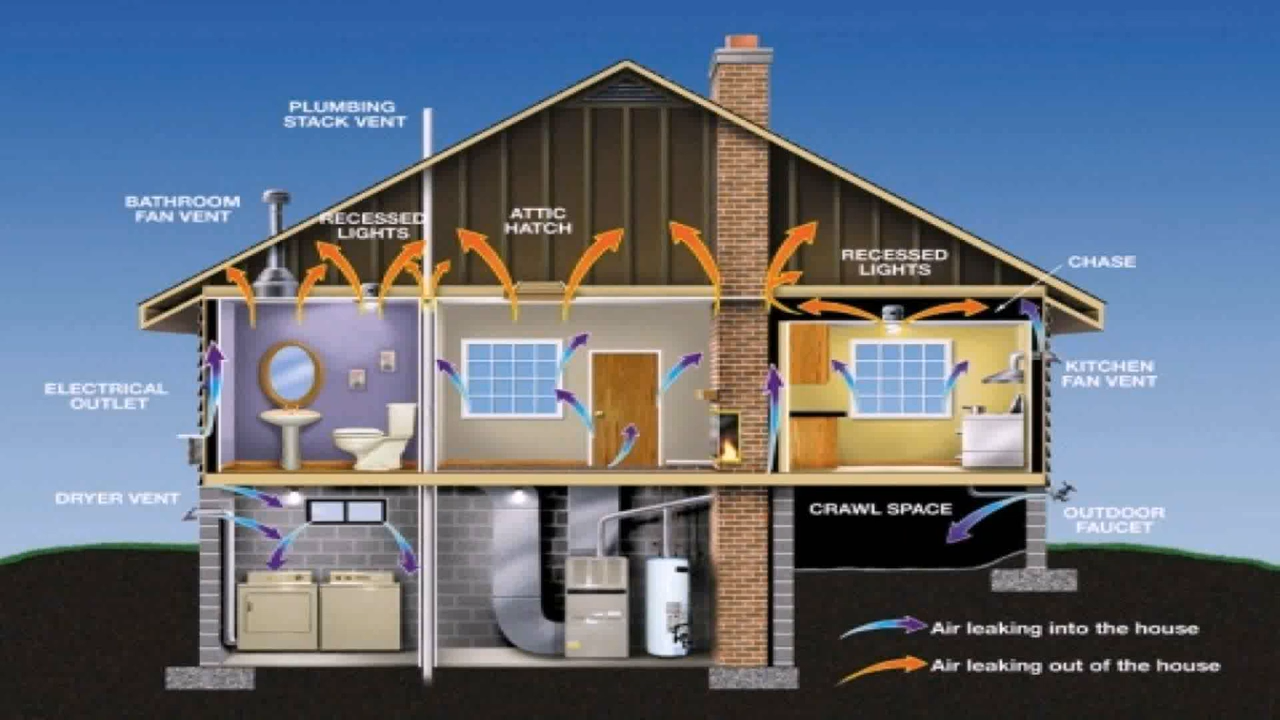 PLUMBING
STACK VENT
BATHROOM
FAN VENT
RECESSED
LIGHTS
ATTIC
HATCH
RECESSED
LIGHTS
CHASE
ELECTRICAL
OUTLET
KITCHEN
FAN VENT
DRYER VENT
CRAWL SPACE
OUTDOOR
FAUCET
Air leaking into the house
Air leaking out of the house